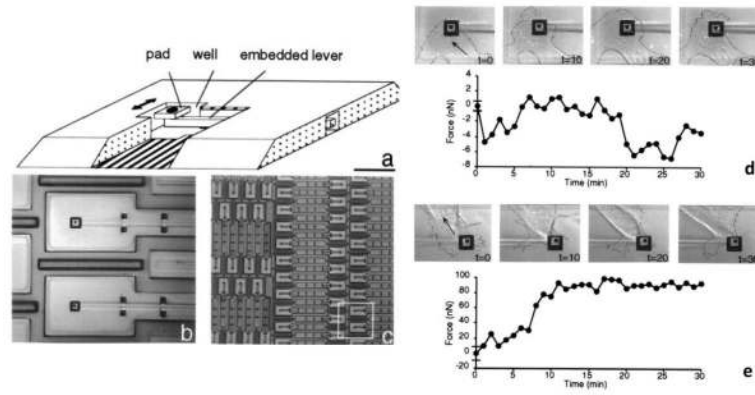 pad well embedded lever
a
b
c
t=0 t=10 t=20 t=30
Force (nN)
4
2
0
-2
-4
-6
-8
0 5 10 15 20 25 30
Time (min)
d
t=0 t=10 t=20 t=30
Force (nN)
100
80
60
40
20
0
-20
0 5 10 15 20 25 30
Time (min)
e